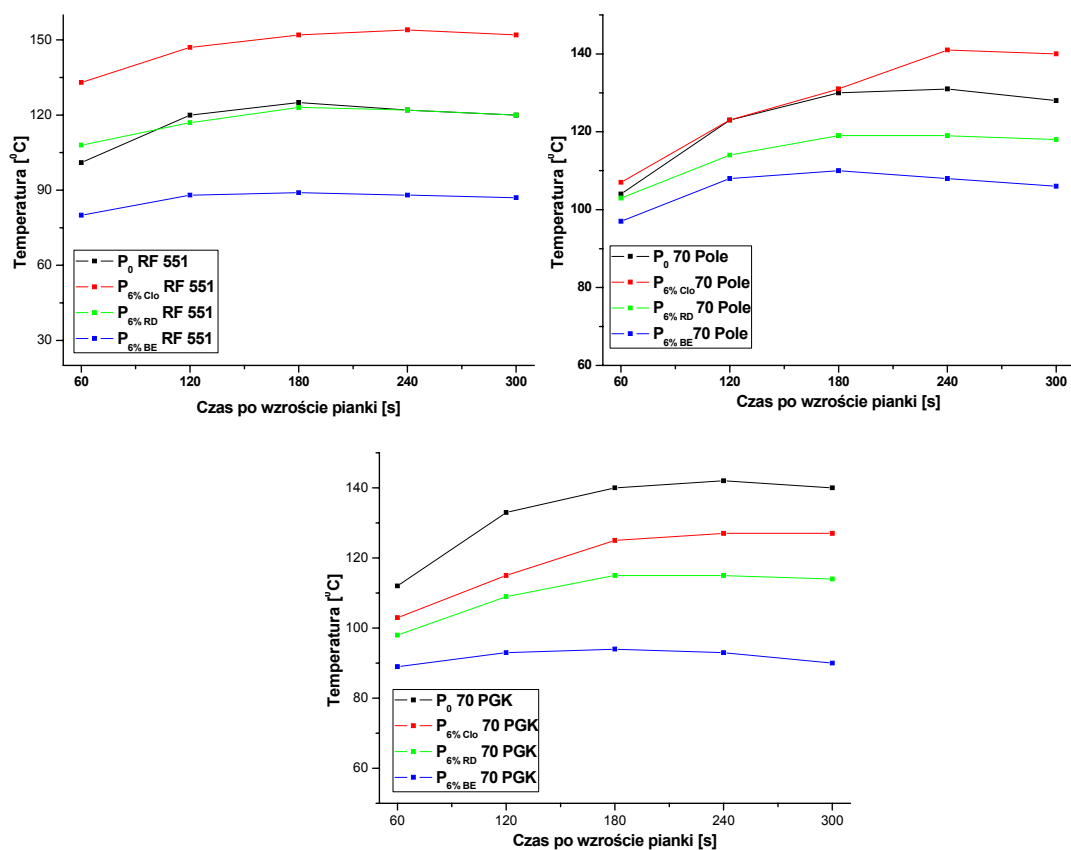 150
120
90
60
30
Temperatura [⁰C]
P₀ RF 551
P₆% Clo RF 551
P₆% RD RF 551
P₆% BE RF 551
60 120 180 240 300
Czas po wzroście pianki [s]
140
120
100
80
60
Temperatura [⁰C]
P₀ 70 Pole
P₆% Clo 70 Pole
P₆% RD 70 Pole
P₆% BE 70 Pole
60 120 180 240 300
Czas po wzroście pianki [s]
140
120
100
80
60
Temperatura [⁰C]
P₀ 70 PGK
P₆% Clo 70 PGK
P₆% RD 70 PGK
P₆% BE 70 PGK
60 120 180 240 300
Czas po wzroście pianki [s]